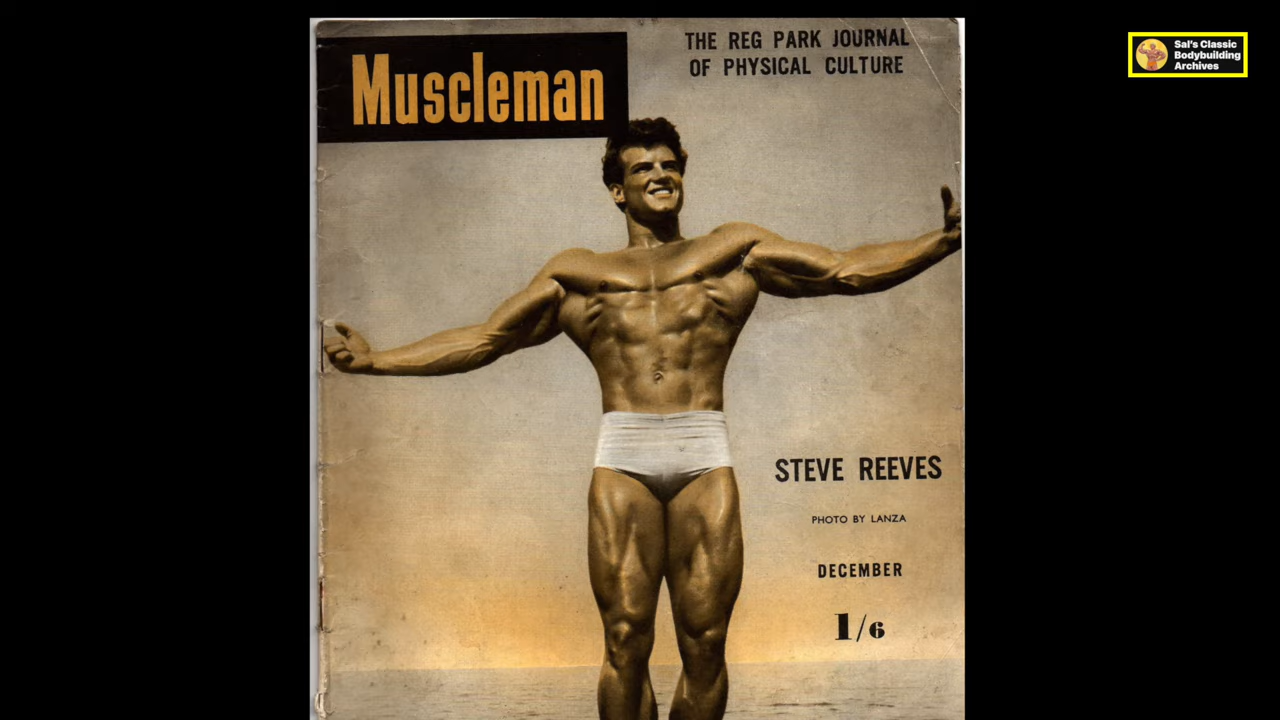 Muscleman
THE REG PARK JOURNAL
OF PHYSICAL CULTURE
Sal's Classic
Bodybuilding
Archives
STEVE REEVES
PHOTO BY LANZA
DECEMBER
1/6